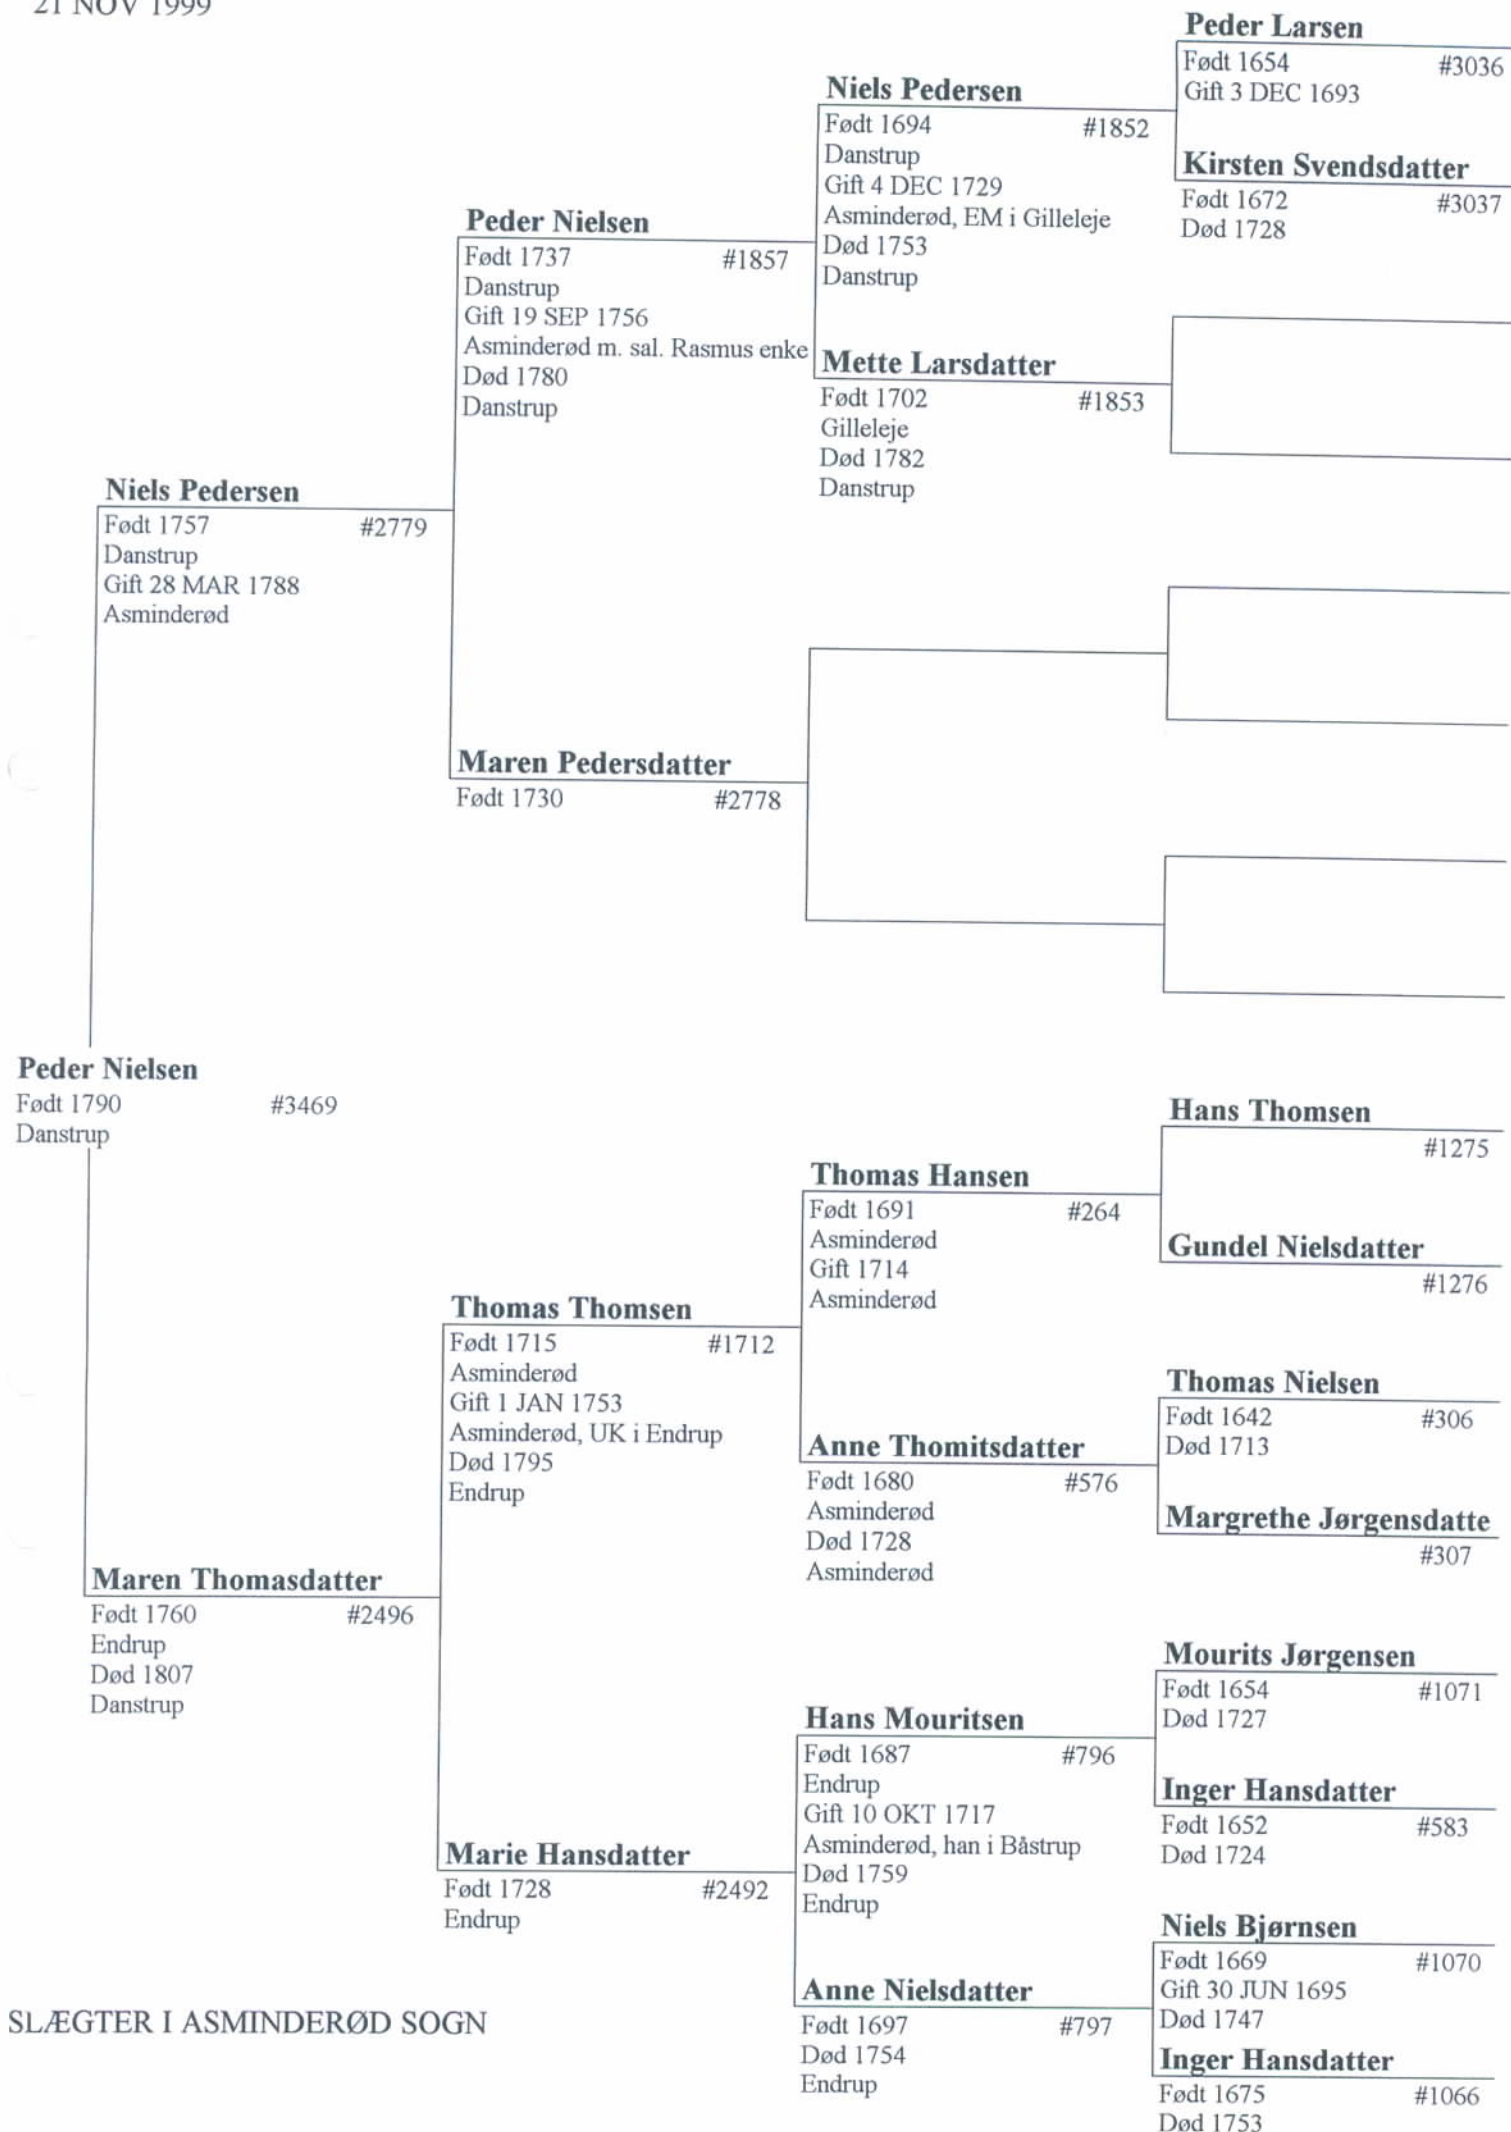 21 NOV 1999
Peder Larsen
Født 1654 #3036
Gift 3 DEC 1693
Niels Pedersen
Født 1694 #1852
Danstrup
Gift 4 DEC 1729
Asminderød, EM i Gilleleje
Død 1753
Danstrup
Kirsten Svendsdatter
Født 1672 #3037
Død 1728
Peder Nielsen
Født 1737 #1857
Danstrup
Gift 19 SEP 1756
Asminderød m. sal. Rasmus enke
Død 1780
Danstrup
Mette Larsdatter
Født 1702 #1853
Gilleleje
Død 1782
Danstrup
Niels Pedersen
Født 1757 #2779
Danstrup
Gift 28 MAR 1788
Asminderød
Maren Pedersdatter
Født 1730 #2778
Peder Nielsen
Født 1790 #3469
Danstrup
Hans Thomsen
#1275
Thomas Hansen
Født 1691 #264
Asminderød
Gift 1714
Asminderød
Gundel Nielsdatter
#1276
Thomas Thomsen
Født 1715 #1712
Asminderød
Gift 1 JAN 1753
Asminderød, UK i Endrup
Død 1795
Endrup
Thomas Nielsen
Født 1642 #306
Død 1713
Anne Thomitsdatter
Født 1680 #576
Asminderød
Død 1728
Asminderød
Margrethe Jørgensdatte
#307
Maren Thomasdatter
Født 1760 #2496
Endrup
Død 1807
Danstrup
Mourits Jørgensen
Født 1654 #1071
Død 1727
Hans Mouritsen
Født 1687 #796
Endrup
Gift 10 OKT 1717
Asminderød, han i Båstrup
Død 1759
Endrup
Inger Hansdatter
Født 1652 #583
Død 1724
Marie Hansdatter
Født 1728 #2492
Endrup
Niels Bjørnsen
Født 1669 #1070
Gift 30 JUN 1695
Død 1747
Anne Nielsdatter
Født 1697 #797
Død 1754
Endrup
Inger Hansdatter
Født 1675 #1066
Død 1753
SLÆGTER I ASMINDERØD SOGN